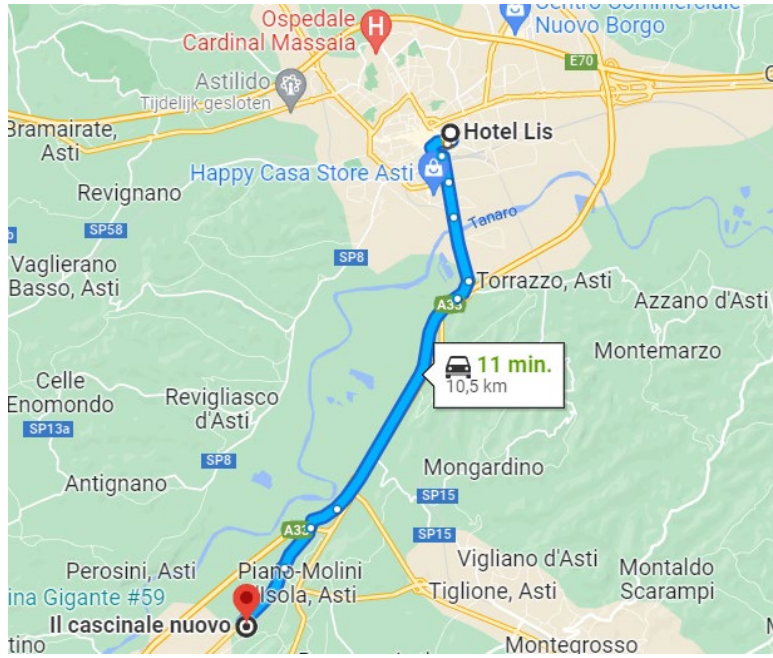 Centro Commerciale
Nuovo Borgo
Ospedale
Cardinal Massaia
H
E70
Astilido
Tijdelijk gesloten
Bramairate,
Asti
Hotel Lis
Happy Casa Store Asti
Revignano
Tanaro
SP58
SP8
Vaglierano
Basso, Asti
Torrazzo, Asti
A33
Azzano d'Asti
11 min.
10,5 km
Montemarzo
Celle
Enomondo
Revigliasco
d'Asti
SP13a
SP8
Mongardino
Antignano
SP15
A33
SP15
Vigliano d'Asti
Perosini, Asti
Piano-Molini
d'Isola, Asti
Tiglione, Asti
Montaldo
Scarampi
ina Gigante #59
Il cascinale nuovo
tino
Montegrosso